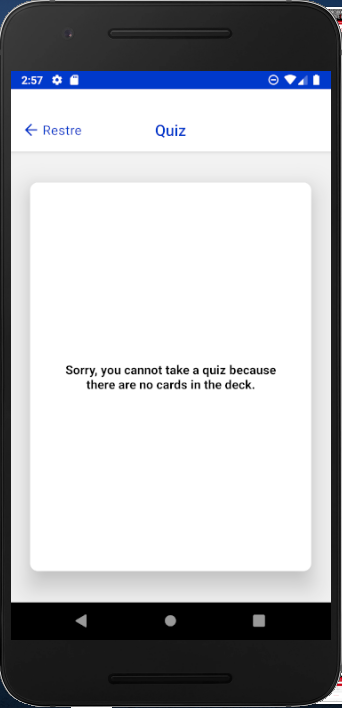 2:57
Restre
Quiz
Sorry, you cannot take a quiz because
there are no cards in the deck.